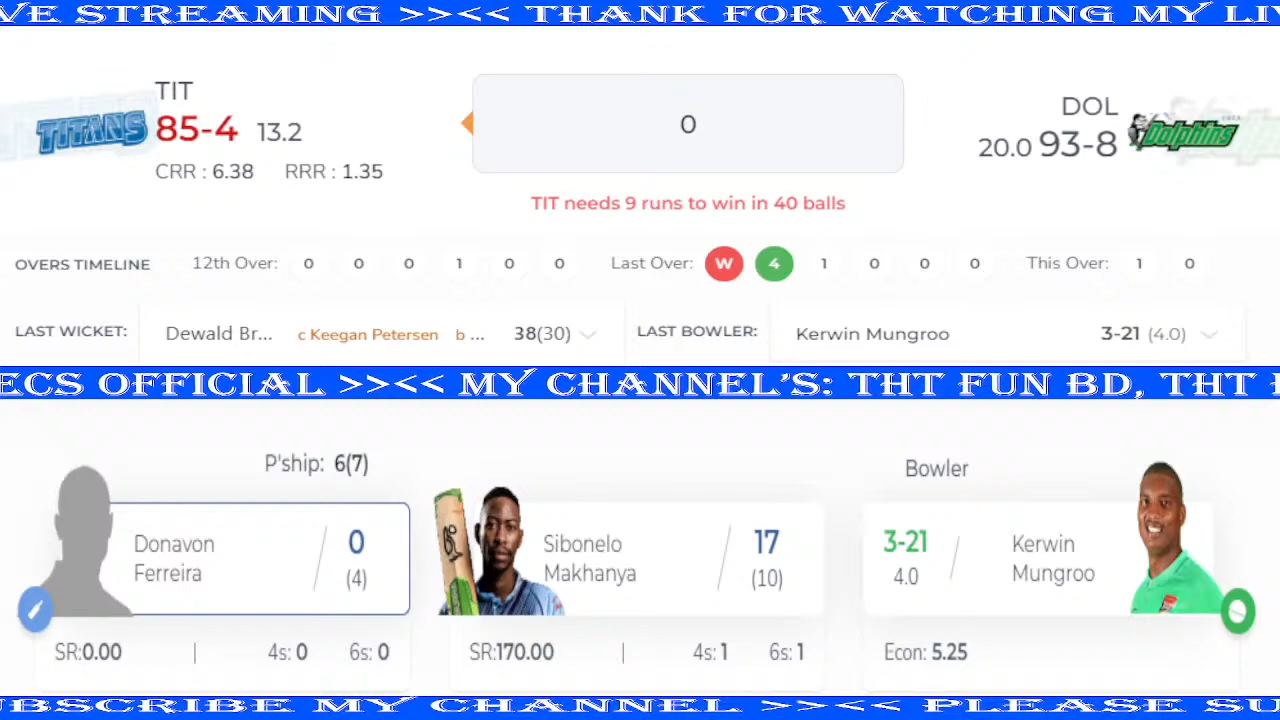 VE STREAMING >><< THANK FOR WATCHING MY LIV
TIT
85-4 13.2
CRR : 6.38 RRR : 1.35
TITANS
0
TIT needs 9 runs to win in 40 balls
DOL
20.0 93-8
Dolphins
OVERS TIMELINE 12th Over: 0 0 0 1 0 0 Last Over: W 4 1 0 0 0 This Over: 1 0
LAST WICKET: Dewald Br... c Keegan Petersen b ... 38(30) LAST BOWLER: Kerwin Mungroo 3-21 (4.0)
ECS OFFICIAL >><< MY CHANNEL'S: THT FUN BD, THT
P'ship: 6(7)
Donavon
Ferreira
0
(4)
SR:0.00 | 4s: 0 6s: 0
Sibonelo
Makhanya
17
(10)
SR:170.00 | 4s: 1 6s: 1
Bowler
3-21
4.0
Kerwin
Mungroo
Econ: 5.25
UBSCRIBE MY CHANNEL >><< PLEASE SU